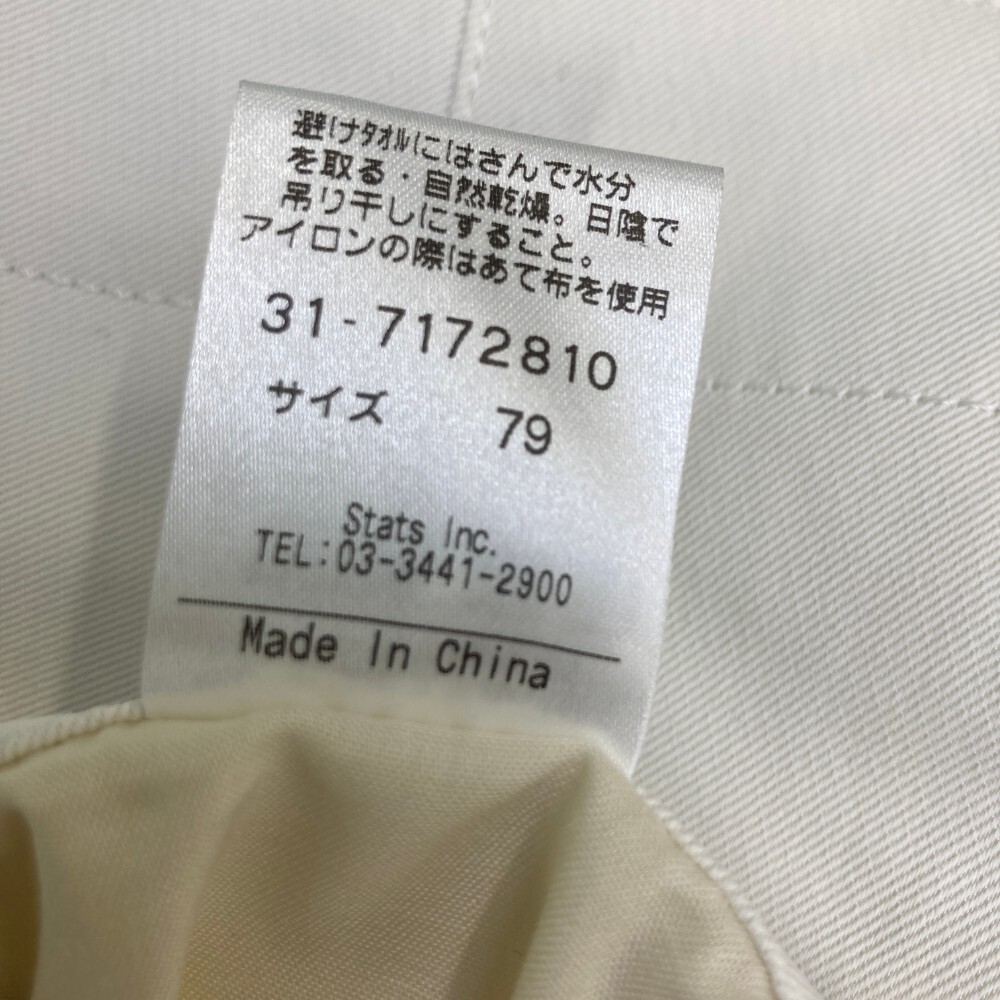 避けタオルにはさんで水分
を取る・自然乾燥。日陰で
吊り干しにすること。
アイロンの際はあて布を使用
31-7172810
サイズ 79
Stats Inc.
TEL:03-3441-2900
Made In China